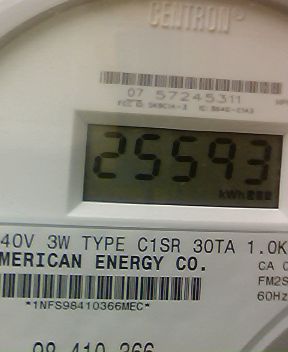 CENTRON®
07 57245311
25593
kWh
40V 3W TYPE C1SR 30TA 1.0K
MERICAN ENERGY CO.
CA
FM2S
60Hz
*1NFS98410366MEC*
98 410 366